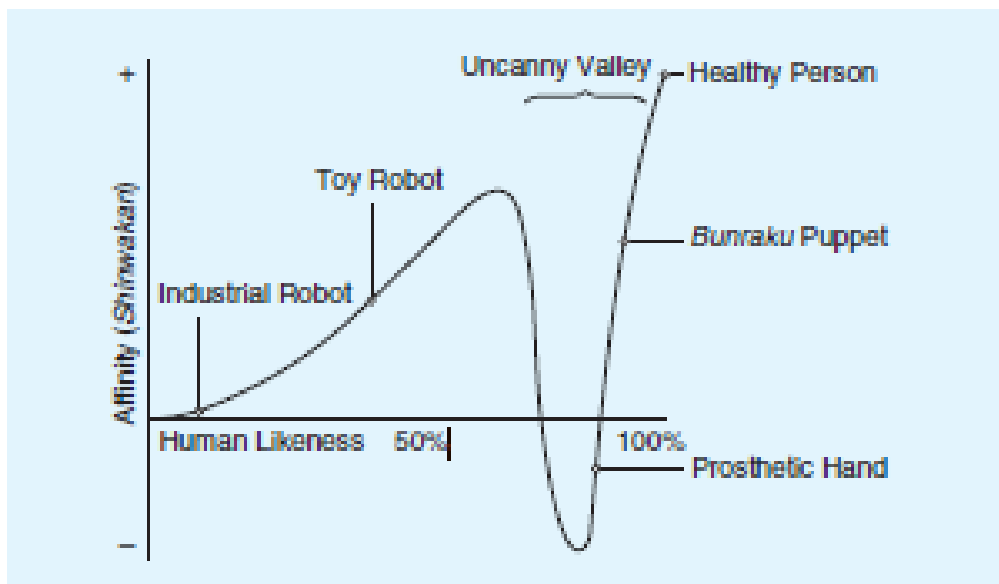 +
Uncanny Valley
Healthy Person
Toy Robot
Bunraku Puppet
Industrial Robot
Affinity (Shinwakan)
Human Likeness 50% 100%
Prosthetic Hand
−